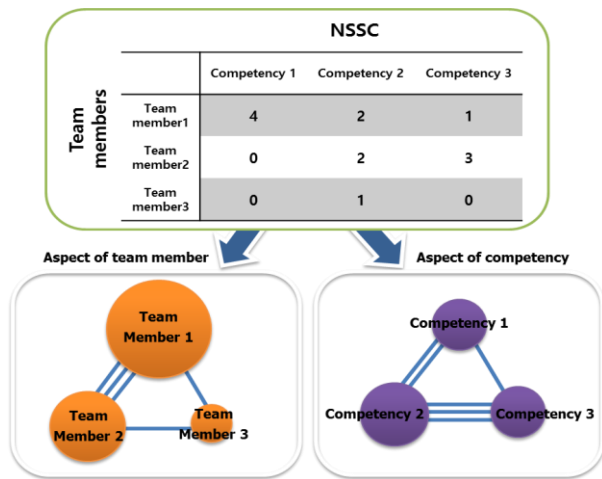 NSSC
Team members
Competency 1 Competency 2 Competency 3
Team member1 4 2 1
Team member2 0 2 3
Team member3 0 1 0
Aspect of team member
Aspect of competency
Team
Member 1
Team
Member 2
Team
Member 3
Competency 1
Competency 2
Competency 3